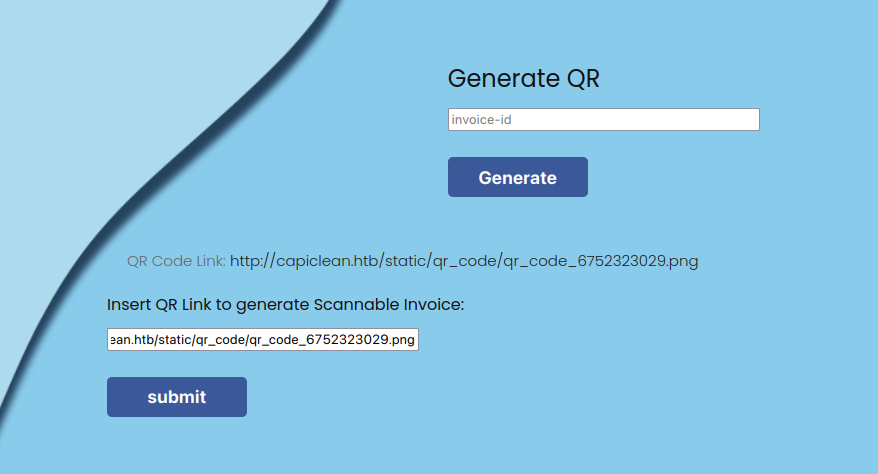 Generate QR
invoice-id
Generate
QR Code Link: http://capiclean.htb/static/qr_code/qr_code_6752323029.png
Insert QR Link to generate Scannable Invoice:
ean.htb/static/qr_code/qr_code_6752323029.png
submit